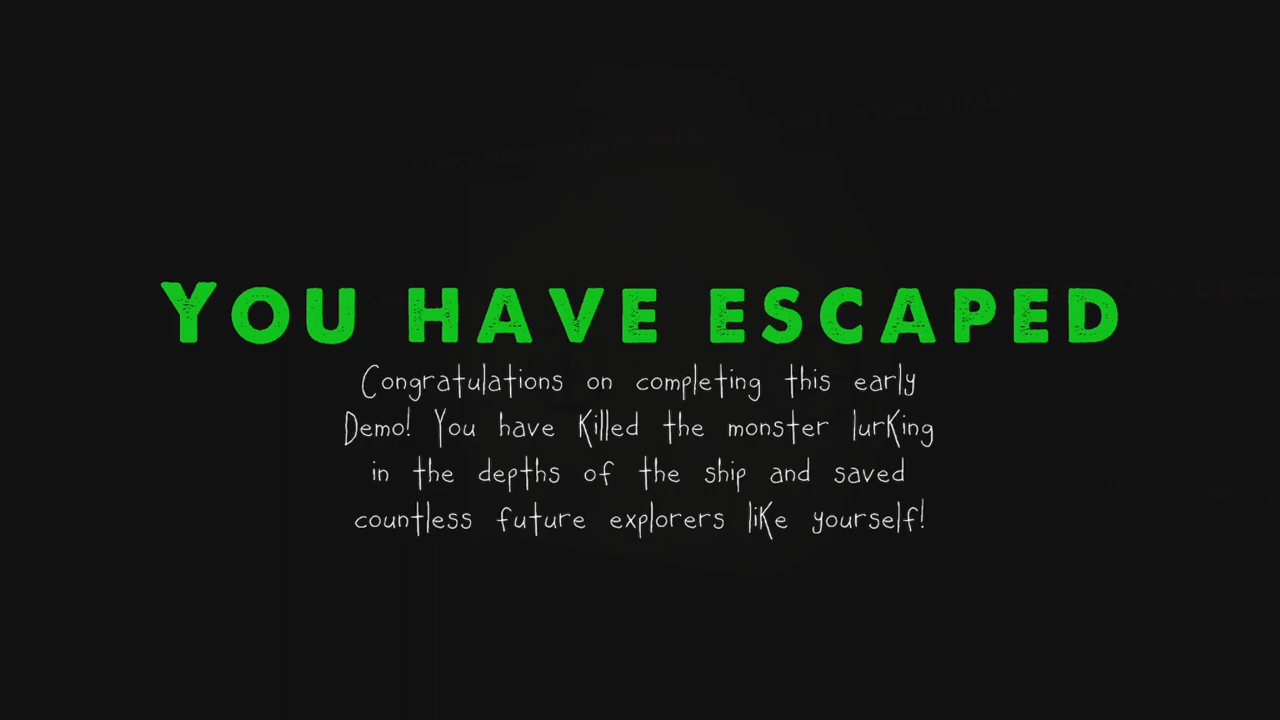 YOU HAVE ESCAPED
Congratulations on completing this early
Demo! You have Killed the monster lurKing
in the depths of the ship and saved
countless future explorers liKe yourself!